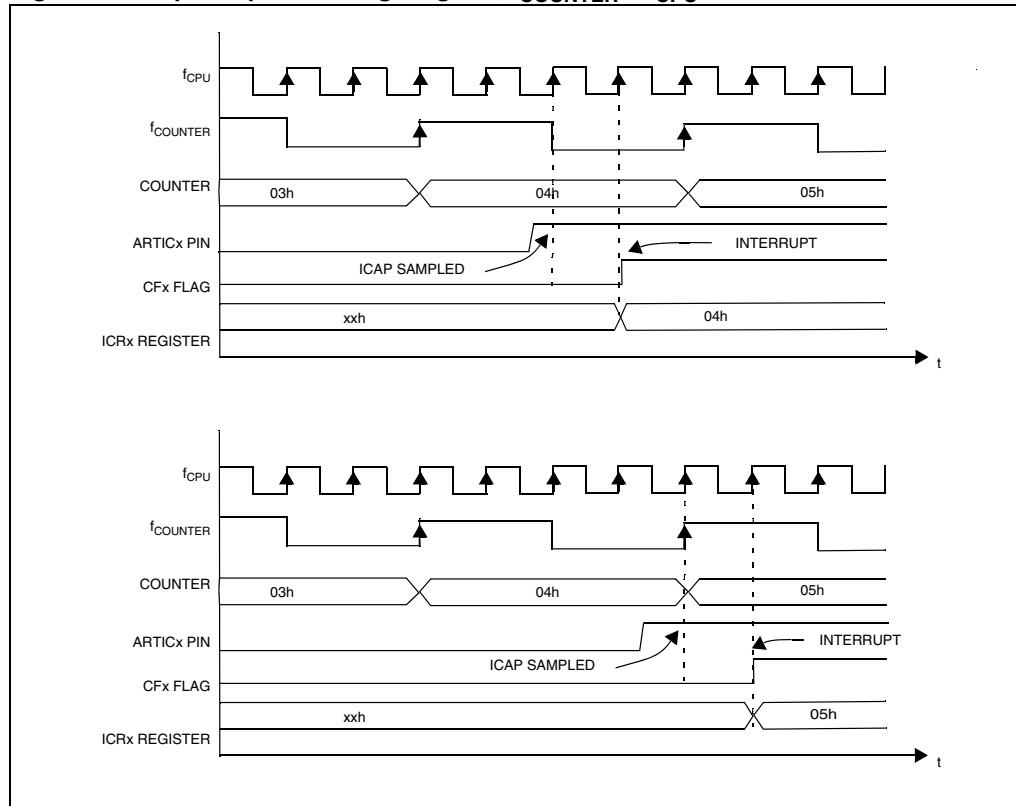 COUNTER
fCPU
fCOUNTER
COUNTER
03h
04h
05h
ARTICx PIN
INTERRUPT
ICAP SAMPLED
CFx FLAG
xxh
04h
ICRx REGISTER
t
fCPU
fCOUNTER
COUNTER
03h
04h
05h
ARTICx PIN
INTERRUPT
ICAP SAMPLED
CFx FLAG
xxh
05h
ICRx REGISTER
t